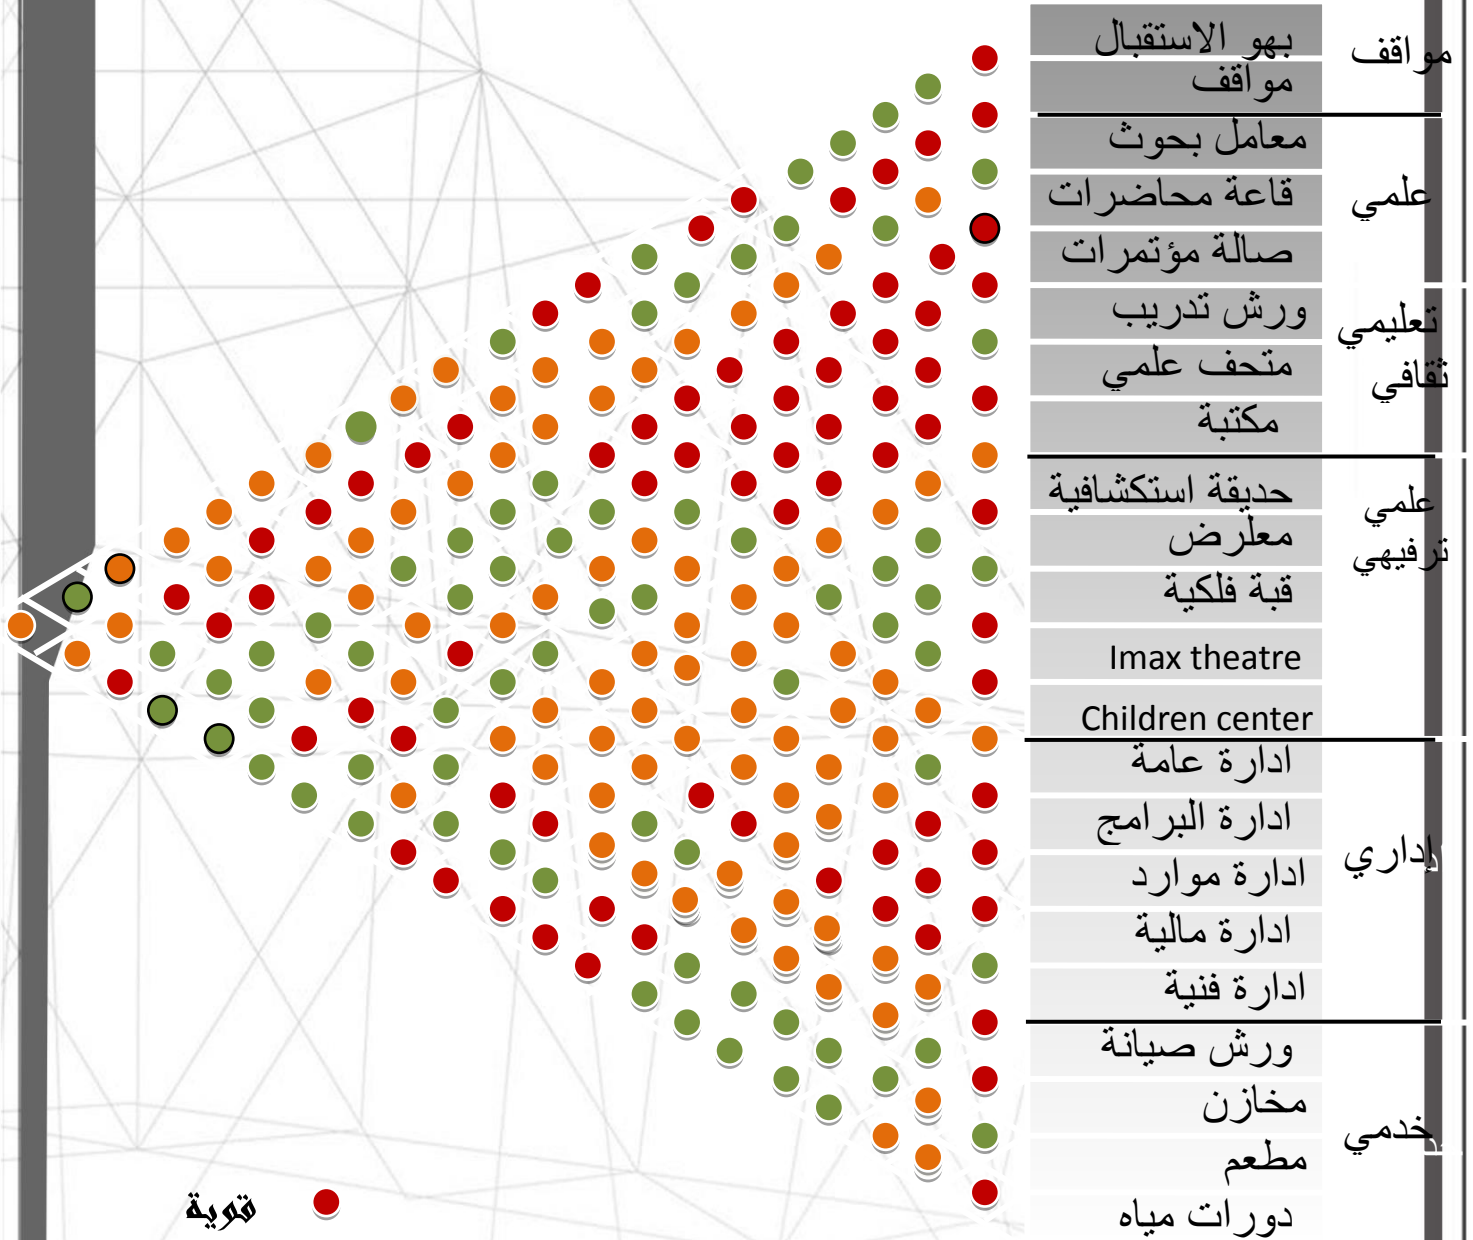 بهو الاستقبال
مواقف
مواقف
معامل بحوث
قاعة محاضرات
علمي
صالة مؤتمرات
ورش تدريب
تعليمي
متحف علمي
ثقافي
مكتبة
حديقة استكشافية
علمي
معلرض
ترفيهي
قبة فلكية
Imax theatre
Children center
ادارة عامة
ادارة البرامج
إداري
ادارة موارد
ادارة مالية
ادارة فنية
ورش صيانة
مخازن
خدمي
مطعم
دورات مياه
قوية